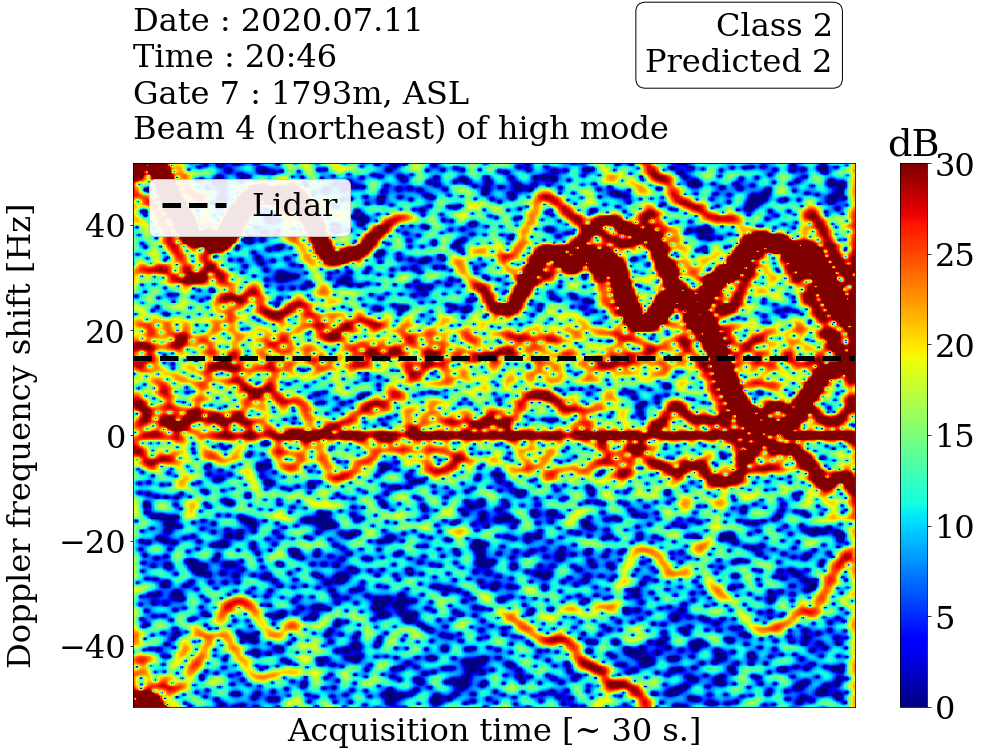 Date : 2020.07.11
Time : 20:46
Gate 7 : 1793m, ASL
Beam 4 (northeast) of high mode
Class 2
Predicted 2
dB
Lidar
Doppler frequency shift [Hz]
40
20
0
−20
−40
30
25
20
15
10
5
0
Acquisition time [~ 30 s.]